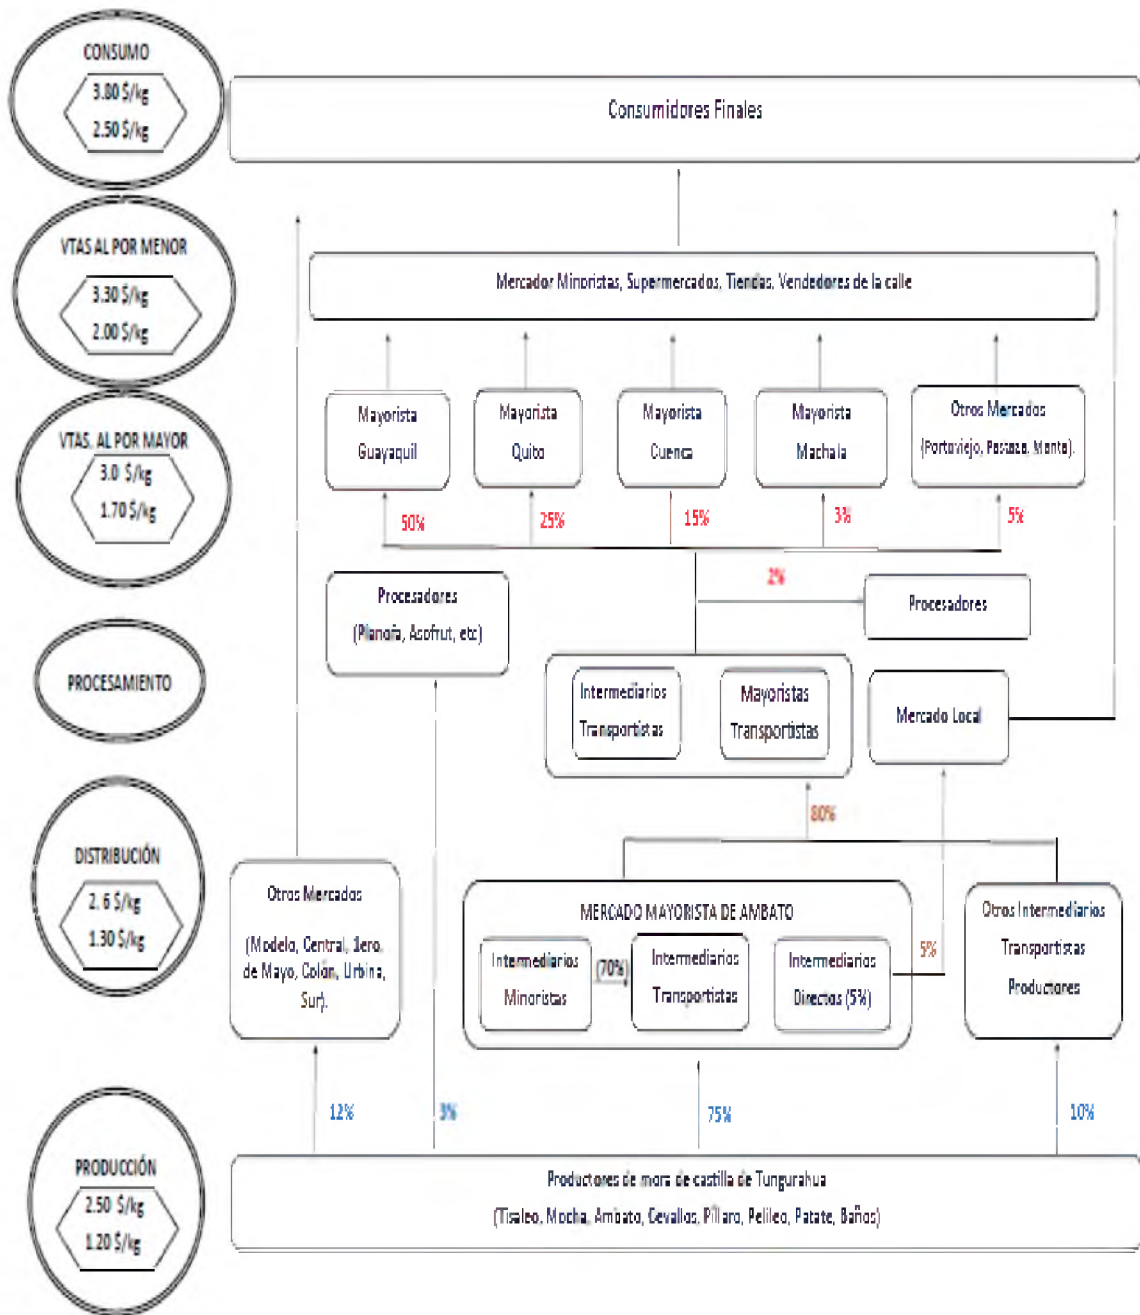 CONSUMO
3.80 $/kg
2.50 $/kg
Consumidores Finales
VTAS AL POR MENOR
3.30 $/kg
2.00 $/kg
Mercador Minoristas, Supermercados, Tiendas, Vendedores de la calle
VTAS. AL POR MAYOR
3.0 $/kg
1.70 $/kg
Mayorista
Guayaquil
Mayorista
Quito
Mayorista
Cuenca
Mayorista
Machala
Otros Mercados
(Portoviejo, Pastaza, Manta).
50%
25%
15%
3%
5%
2%
Procesadores
(Planofa, Asofrut, etc)
Procesadores
PROCESAMIENTO
Intermediarios
Transportistas
Mayoristas
Transportistas
Mercado Local
80%
DISTRIBUCIÓN
2. 6 $/kg
1.30 $/kg
Otros Mercados
(Modelo, Central, 1ero,
de Mayo, Colón, Urbina,
Sur).
MERCADO MAYORISTA DE AMBATO
Intermediarios
Minoristas
(70%)
Intermediarios
Transportistas
Intermediarios
Directos (5%)
5%
Otros Intermediarios
Transportistas
Productores
12%
3%
75%
10%
PRODUCCIÓN
2.50 $/kg
1.20 $/kg
Productores de mora de castilla de Tungurahua
(Tisaleo, Mocha, Ambato, Cevallos, Píllaro, Pelileo, Patate, Baños)